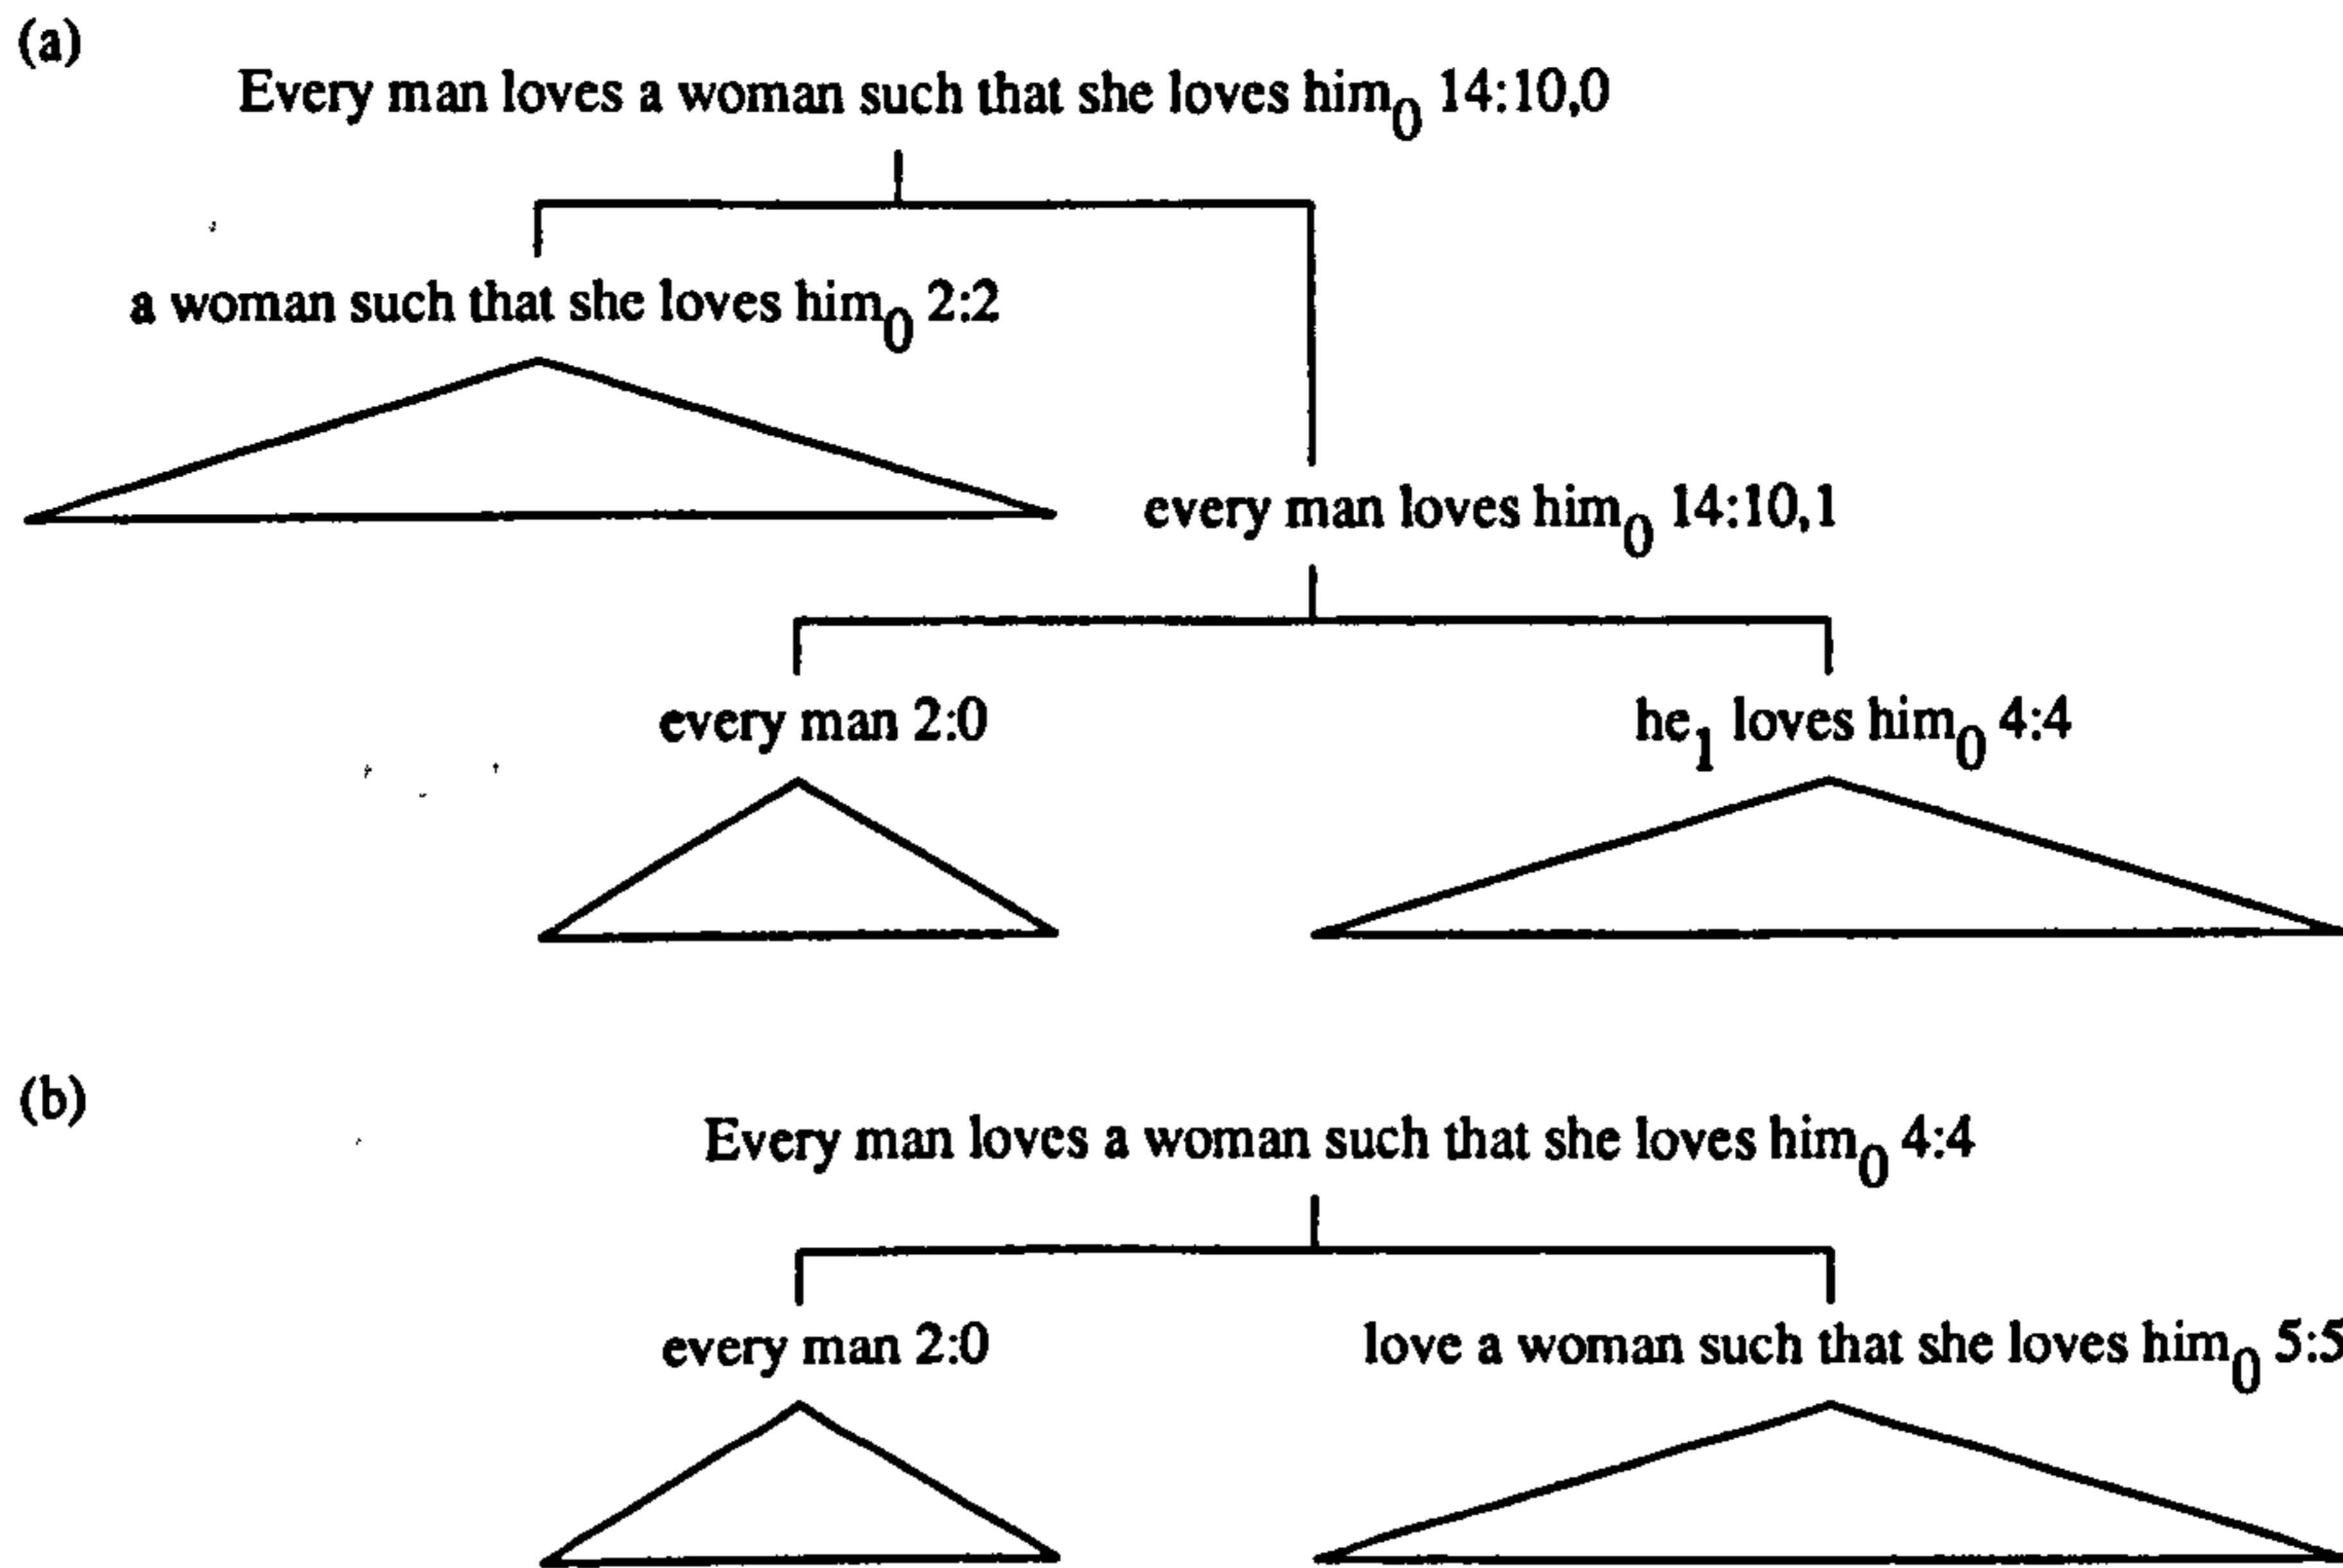 (a)
Every man loves a woman such that she loves him₀ 14:10,0
a woman such that she loves him₀ 2:2
every man loves him₀ 14:10,1
every man 2:0
he₁ loves him₀ 4:4
(b)
Every man loves a woman such that she loves him₀ 4:4
every man 2:0
love a woman such that she loves him₀ 5:5